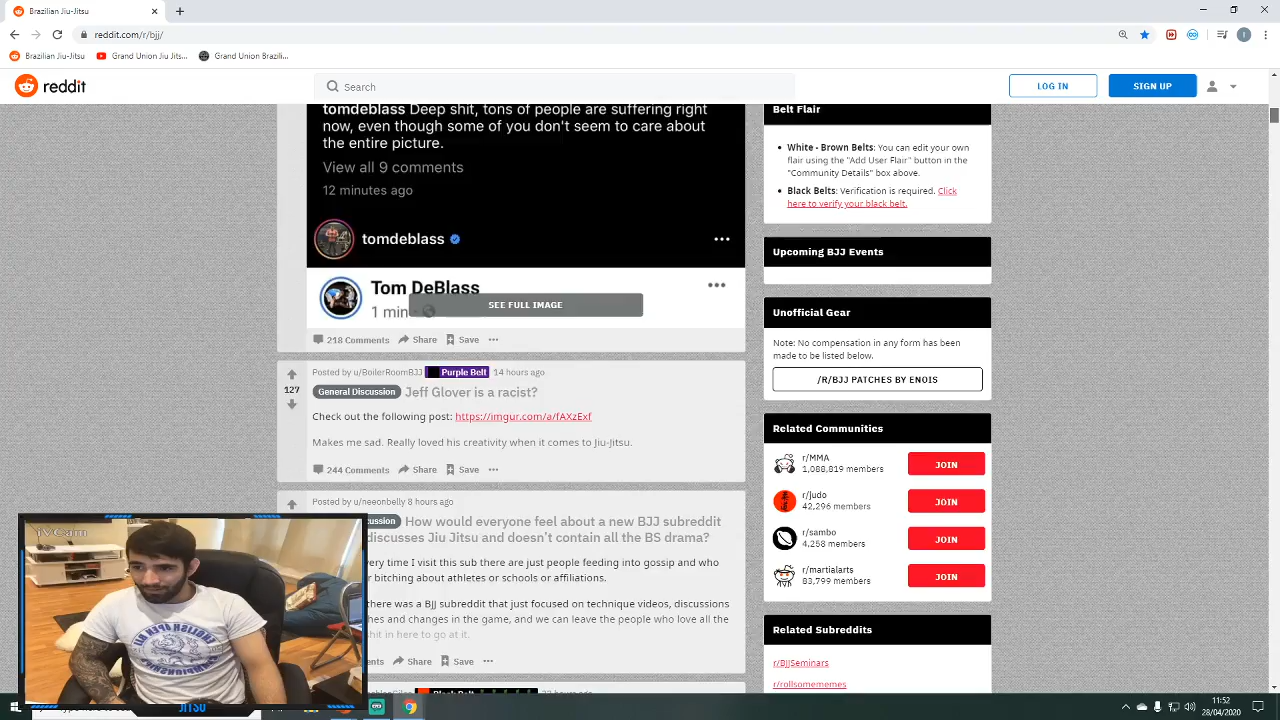 Brazilian Jiu-Jitsu
reddit.com/r/bjj/
Brazilian Jiu-Jits...
Grand Union Jiu Jits...
Grand Union Brazili...
reddit
Search
LOG IN
SIGN UP
tomdeblass Deep shit, tons of people are suffering right
now, even though some of you don't seem to care about
the entire picture.
View all 9 comments
12 minutes ago
tomdeblass
Tom DeBlass
1 min
SEE FULL IMAGE
218 Comments Share Save
Posted by u/BoilerRoomBJJ Purple Belt 14 hours ago
127
General Discussion Jeff Glover is a racist?
Check out the following post: https://imgur.com/a/fAXzExf
Makes me sad. Really loved his creativity when it comes to Jiu-Jitsu.
244 Comments Share Save
Posted by u/neeonbelly 8 hours ago
How would everyone feel about a new BJJ subreddit
discusses Jiu Jitsu and doesn't contain all the BS drama?
very time I visit this sub there are just people feeding into gossip and who
bitching about athletes or schools or affiliations.
there was a BJJ subreddit that just focused on technique videos, discussions
and changes in the game, and we can leave the people who love all the
shit in here to go at it.
Share Save
Black Belt
Belt Flair
White - Brown Belts: You can edit your own
flair using the "Add User Flair" button in the
"Community Details" box above.
Black Belts: Verification is required. Click
here to verify your black belt.
Upcoming BJJ Events
Unofficial Gear
Note: No compensation in any form has been
made to be listed below.
/R/BJJ PATCHES BY ENOIS
Related Communities
r/MMA
1,088,819 members
JOIN
r/judo
42,296 members
JOIN
r/sambo
4,258 members
JOIN
r/martialarts
83,799 members
JOIN
Related Subreddits
r/BJJSeminars
r/rollsomememes
iVCam
JITSU
11:52
28/04/2020